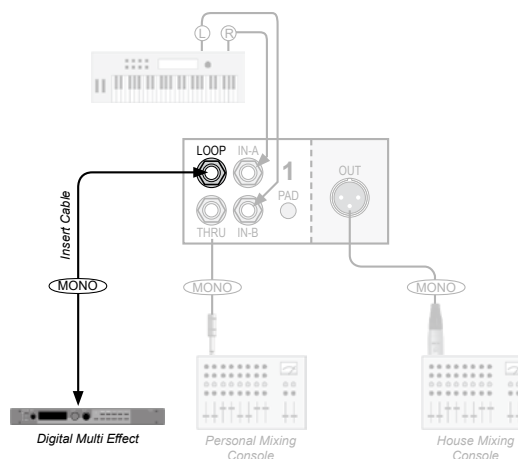 L R
LOOP IN-A
1
PAD
OUT
THRU IN-B
Insert Cable
MONO MONO MONO
Digital Multi Effect
Personal Mixing
Console
House Mixing
Console